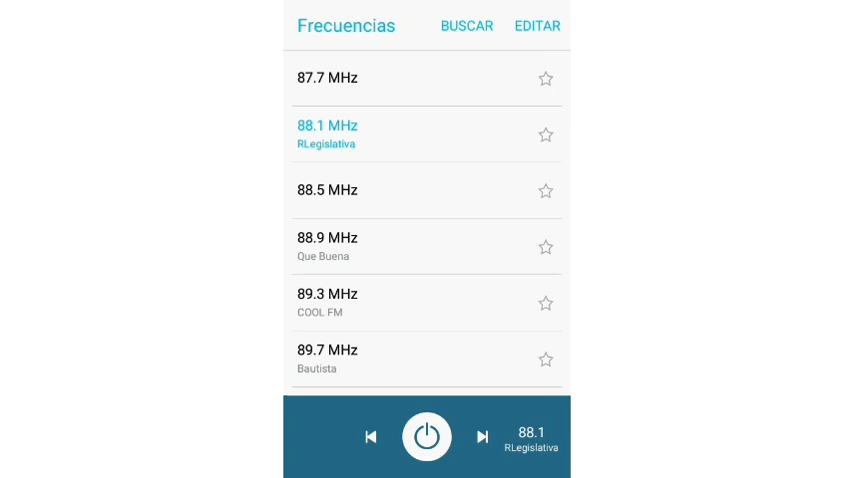 Frecuencias BUSCAR EDITAR
87.7 MHz
88.1 MHz
RLegislativa
88.5 MHz
88.9 MHz
Que Buena
89.3 MHz
COOL FM
89.7 MHz
Bautista
88.1
RLegislativa